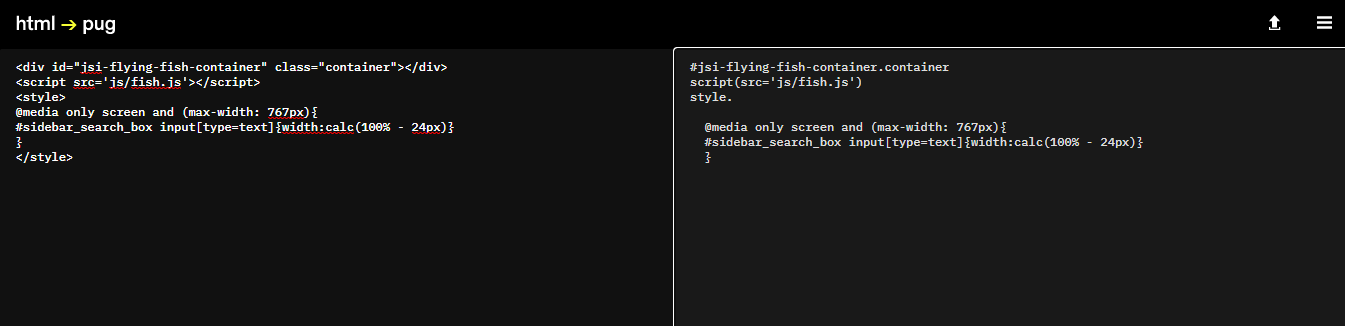 html → pug
<div id="jsi-flying-fish-container" class="container"></div>
<script src='js/fish.js'></script>
<style>
@media only screen and (max-width: 767px){
#sidebar_search_box input[type=text]{width:calc(100% - 24px)}
}
</style>
#jsi-flying-fish-container.container
script(src='js/fish.js')
style.
@media only screen and (max-width: 767px){
#sidebar_search_box input[type=text]{width:calc(100% - 24px)}
}